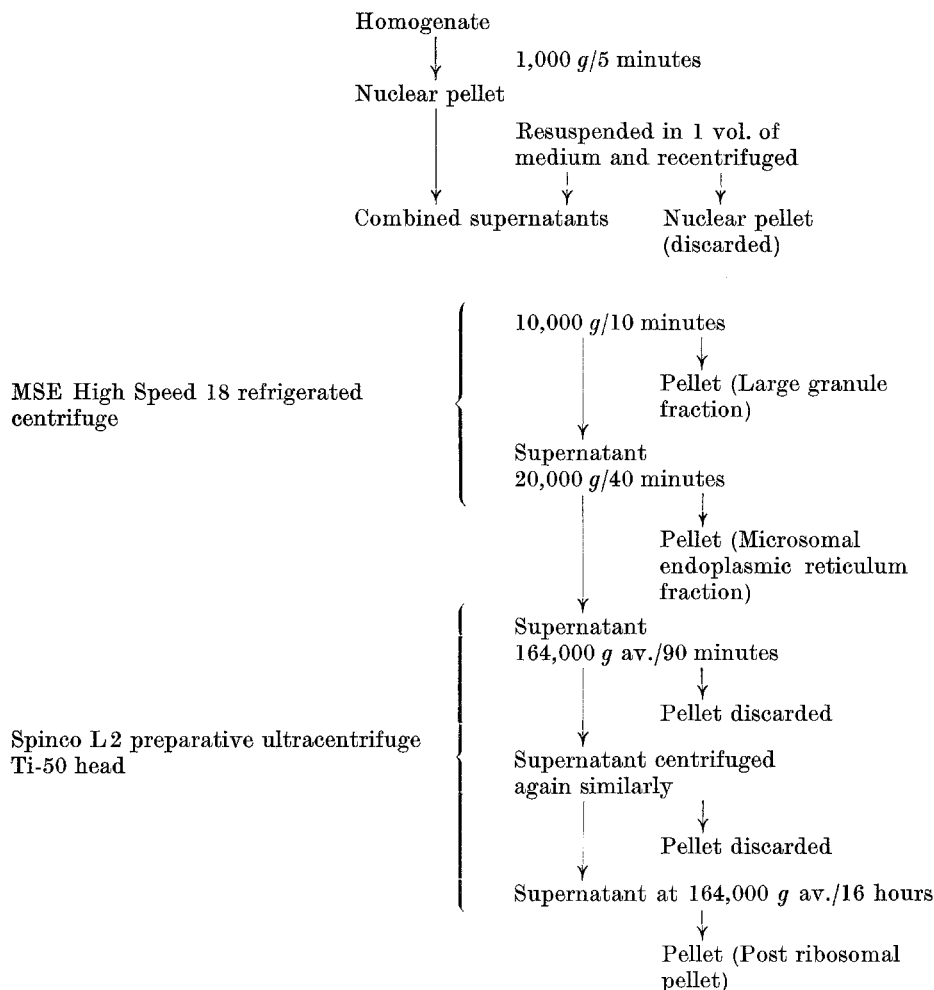 Homogenate
1,000 g/5 minutes
Nuclear pellet
Resuspended in 1 vol. of
medium and recentrifuged
Combined supernatants
Nuclear pellet
(discarded)
10,000 g/10 minutes
Pellet (Large granule
fraction)
MSE High Speed 18 refrigerated
centrifuge
Supernatant
20,000 g/40 minutes
Pellet (Microsomal
endoplasmic reticulum
fraction)
Supernatant
164,000 g av./90 minutes
Pellet discarded
Spinco L2 preparative ultracentrifuge
Ti-50 head
Supernatant centrifuged
again similarly
Pellet discarded
Supernatant at 164,000 g av./16 hours
Pellet (Post ribosomal
pellet)